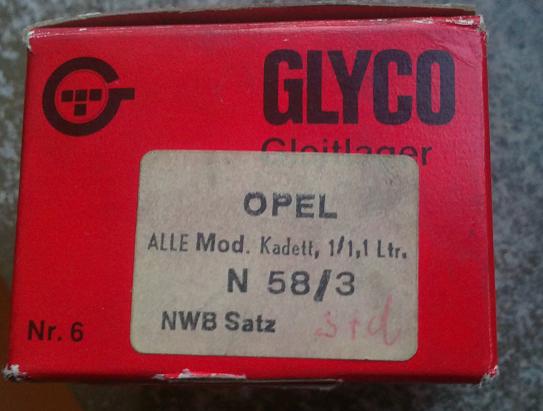 GLYCO
Gleitlager
OPEL
ALLE Mod. Kadett, 1/1,1 Ltr.
N 58/3
NWB Satz
std
Nr. 6